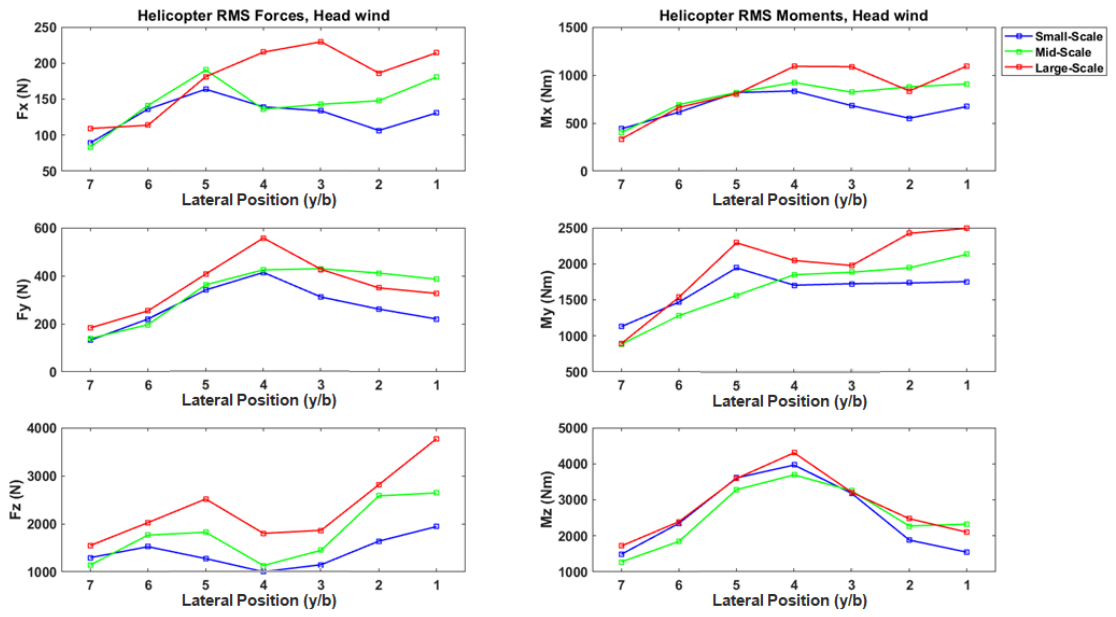 Helicopter RMS Forces, Head wind
250
200
150
100
50
Fx (N)
7 6 5 4 3 2 1
Lateral Position (y/b)
Helicopter RMS Moments, Head wind
1500
1000
500
0
Mx (Nm)
7 6 5 4 3 2 1
Lateral Position (y/b)
Small-Scale
Mid-Scale
Large-Scale
600
400
200
0
Fy (N)
7 6 5 4 3 2 1
Lateral Position (y/b)
2500
2000
1500
1000
500
My (Nm)
7 6 5 4 3 2 1
Lateral Position (y/b)
4000
3000
2000
1000
Fz (N)
7 6 5 4 3 2 1
Lateral Position (y/b)
5000
4000
3000
2000
1000
Mz (Nm)
7 6 5 4 3 2 1
Lateral Position (y/b)